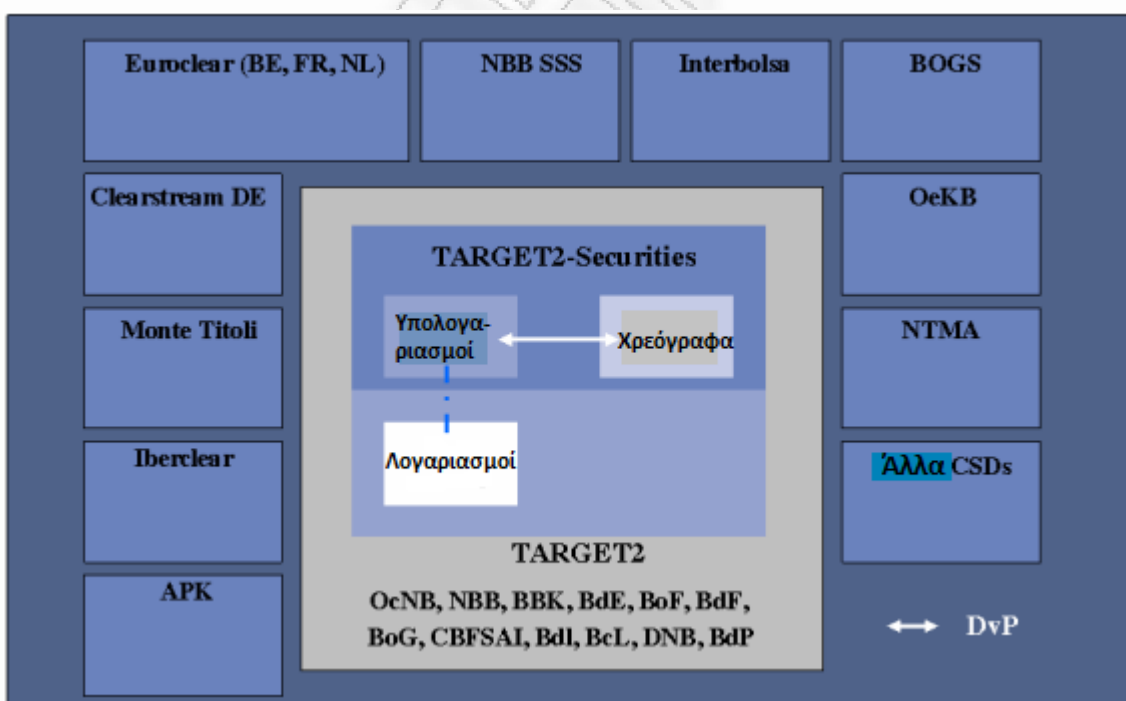 Euroclear (BE, FR, NL)
NBB SSS
Interbolsa
BOGS
Clearstream DE
OeKB
TARGET2-Securities
Υπολογα-
ριασμοί
Χρεόγραφα
Monte Titoli
NTMA
Λογαριασμοί
Iberclear
Άλλα CSDs
TARGET2
APK
OcNB, NBB, BBK, BdE, BoF, BdF,
BoG, CBFSAI, BdI, BcL, DNB, BdP
DvP